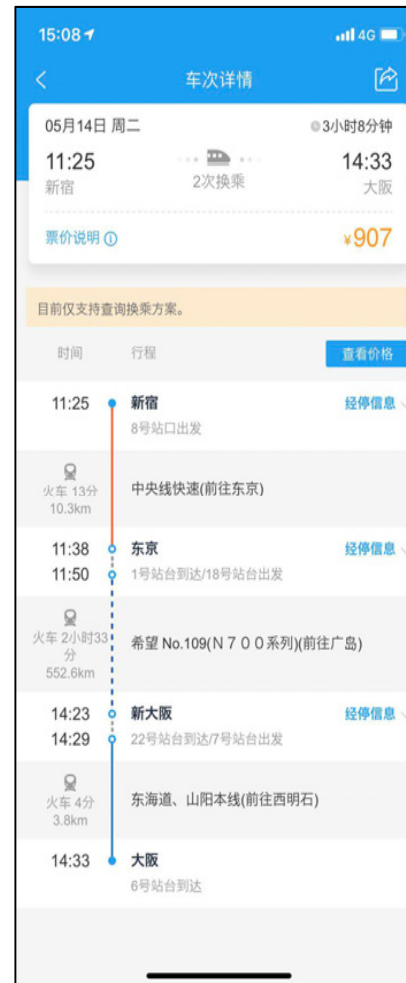 15:08 4G
车次详情
05月14日 周二 3小时8分钟
11:25 14:33
新宿 2次换乘 大阪
票价说明 ¥907
目前仅支持查询换乘方案。
时间 行程 查看价格
11:25 新宿 经停信息
8号站口出发
火车 13分
10.3km
中央线快速(前往东京)
11:38 东京 经停信息
11:50 1号站台到达/18号站台出发
火车 2小时33
分
552.6km
希望 No.109(N７００系列)(前往广岛)
14:23 新大阪 经停信息
14:29 22号站台到达/7号站台出发
火车 4分
3.8km
东海道、山阳本线(前往西明石)
14:33 大阪
6号站台到达